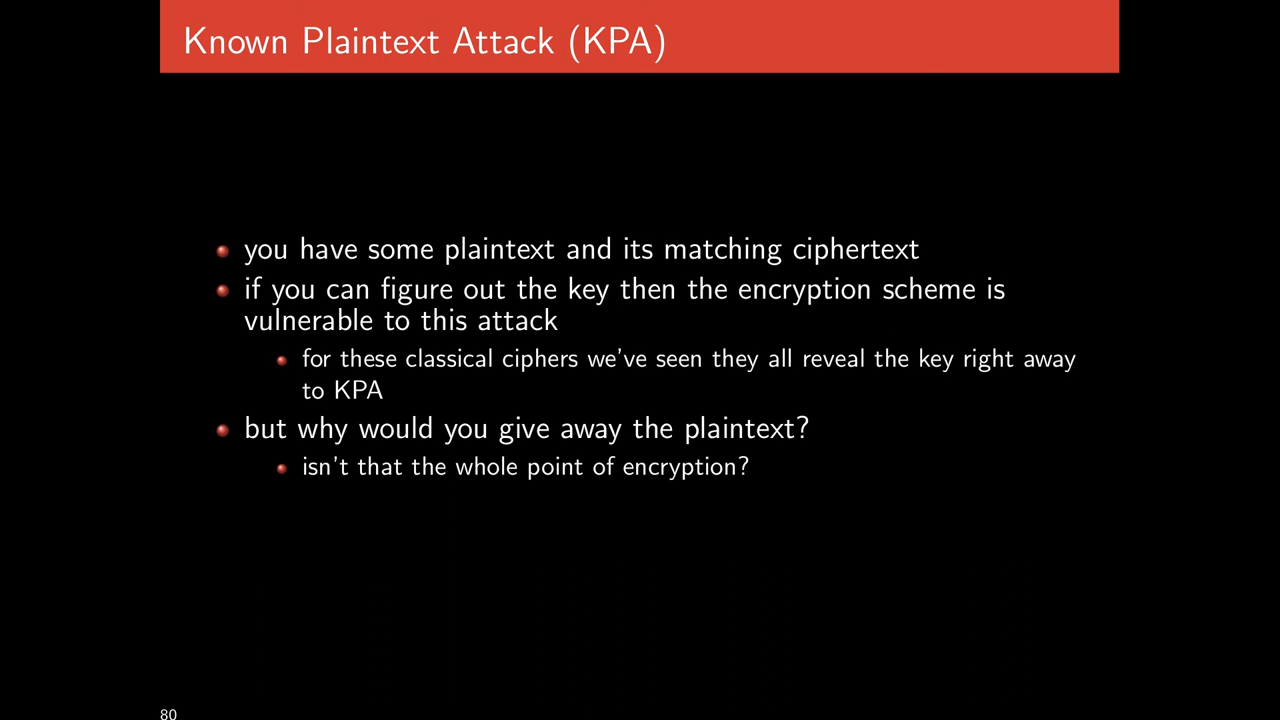 Known Plaintext Attack (KPA)
you have some plaintext and its matching ciphertext
if you can figure out the key then the encryption scheme is
vulnerable to this attack
for these classical ciphers we've seen they all reveal the key right away
to KPA
but why would you give away the plaintext?
isn't that the whole point of encryption?
80